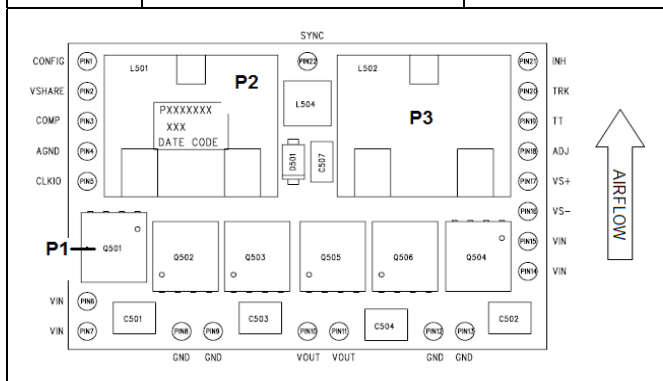 SYNC
CONFIG PIN1 L501 P2 PIN22 L502 PIN21 INH
VSHARE PIN2 L504 PIN20 TRK
PXXXXXXX
COMP PIN3 XXX P3 PIN19 TT
DATE CODE
AGND PIN4 D501 C507 PIN18 ADJ
CLKIO PIN5 PIN17 VS+
AIRFLOW
PIN16 VS-
P1 Q501 Q502 Q503 Q505 Q506 Q504 PIN15 VIN
PIN14 VIN
VIN PIN6
C501 C503 C504 C502
VIN PIN7 PIN8 PIN9 PIN10 PIN11 PIN12 PIN13
GND GND VOUT VOUT GND GND